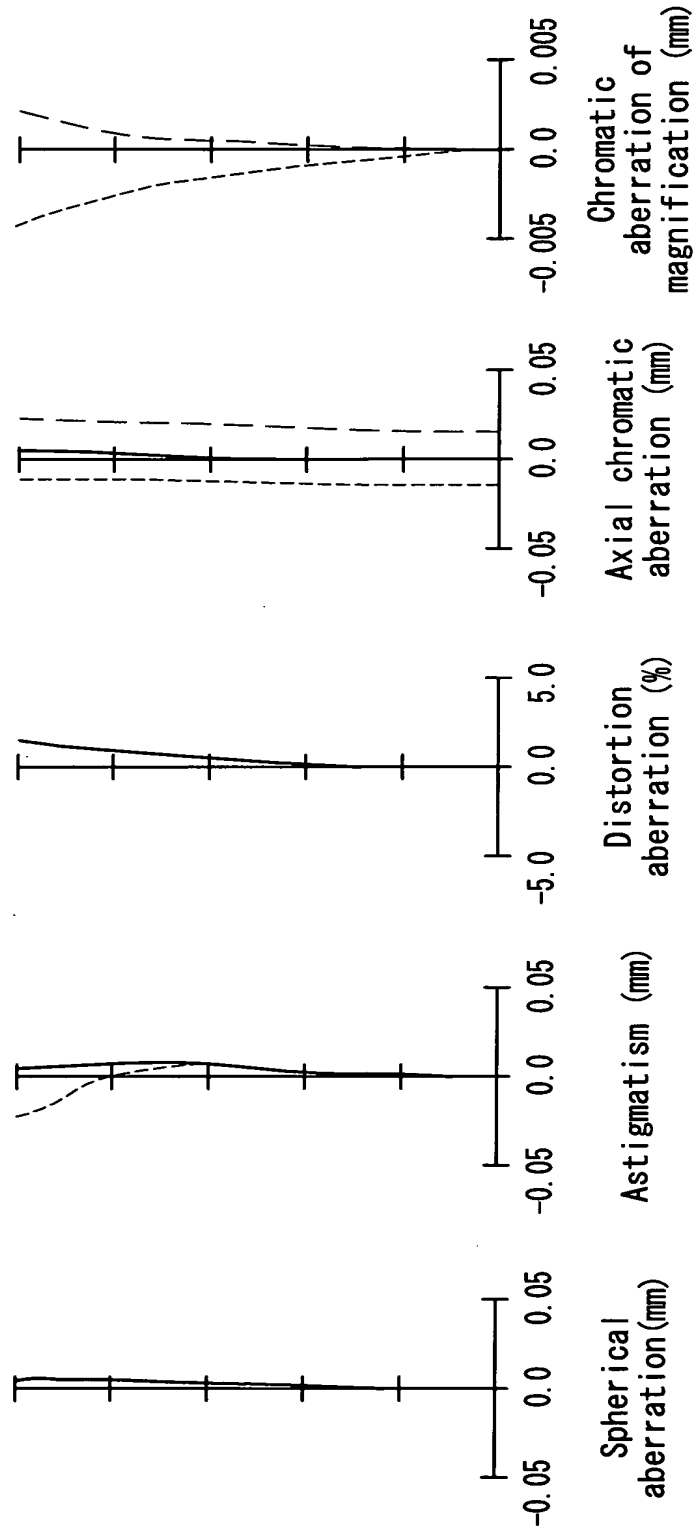 -0.05 0.0 0.05
Spherical
aberration(mm)
-0.05 0.0 0.05
Astigmatism (mm)
-5.0 0.0 5.0
Distortion
aberration (%)
-0.05 0.0 0.05
Axial chromatic
aberration (mm)
-0.005 0.0 0.005
Chromatic
aberration of
magnification (mm)